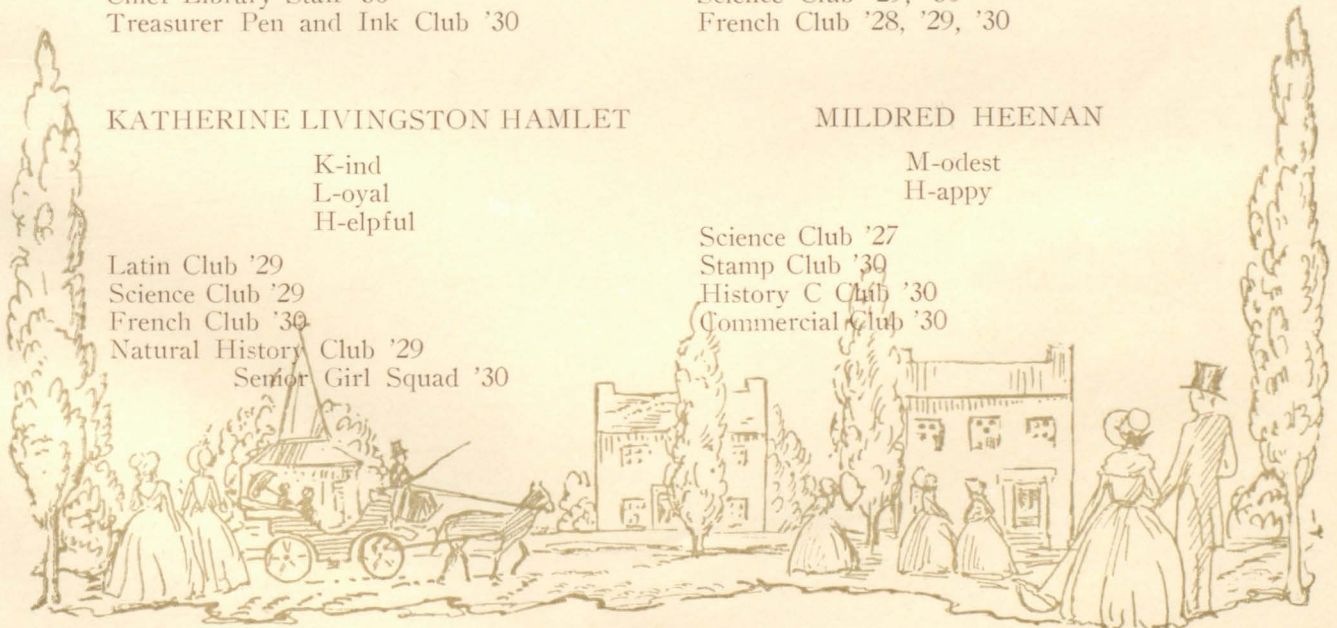 Treasurer Pen and Ink Club '30
KATHERINE LIVINGSTON HAMLET
K-ind
L-oyal
H-elpful
Latin Club '29
Science Club '29
French Club '30
Natural History Club '29
Senior Girl Squad '30
French Club '28, '29, '30
MILDRED HEENAN
M-odest
H-appy
Science Club '27
Stamp Club '30
History C Club '30
Commercial Club '30